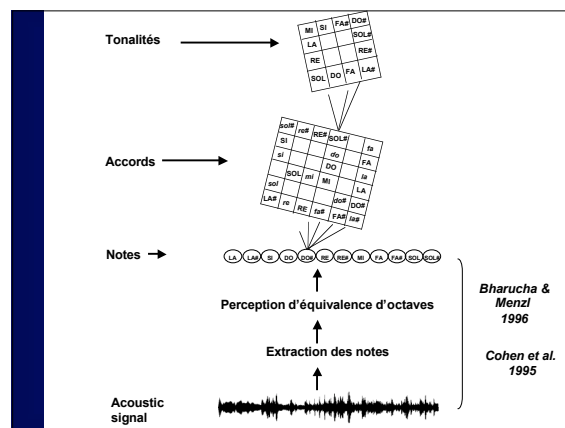 Tonalités
MI SI FA# DO#
LA SOL#
RE RE#
SOL DO FA LA#
Accords
sol# re# RE# SOL# fa
SI do FA
si DO la
SOL mi MI LA
sol do# DO#
LA# re RE fa# FA# la#
Notes
LA LA# SI DO DO# RE RE# MI FA FA# SOL SOL#
Perception d'équivalence d'octaves
Extraction des notes
Bharucha &
Menzl
1996
Cohen et al.
1995
Acoustic
signal